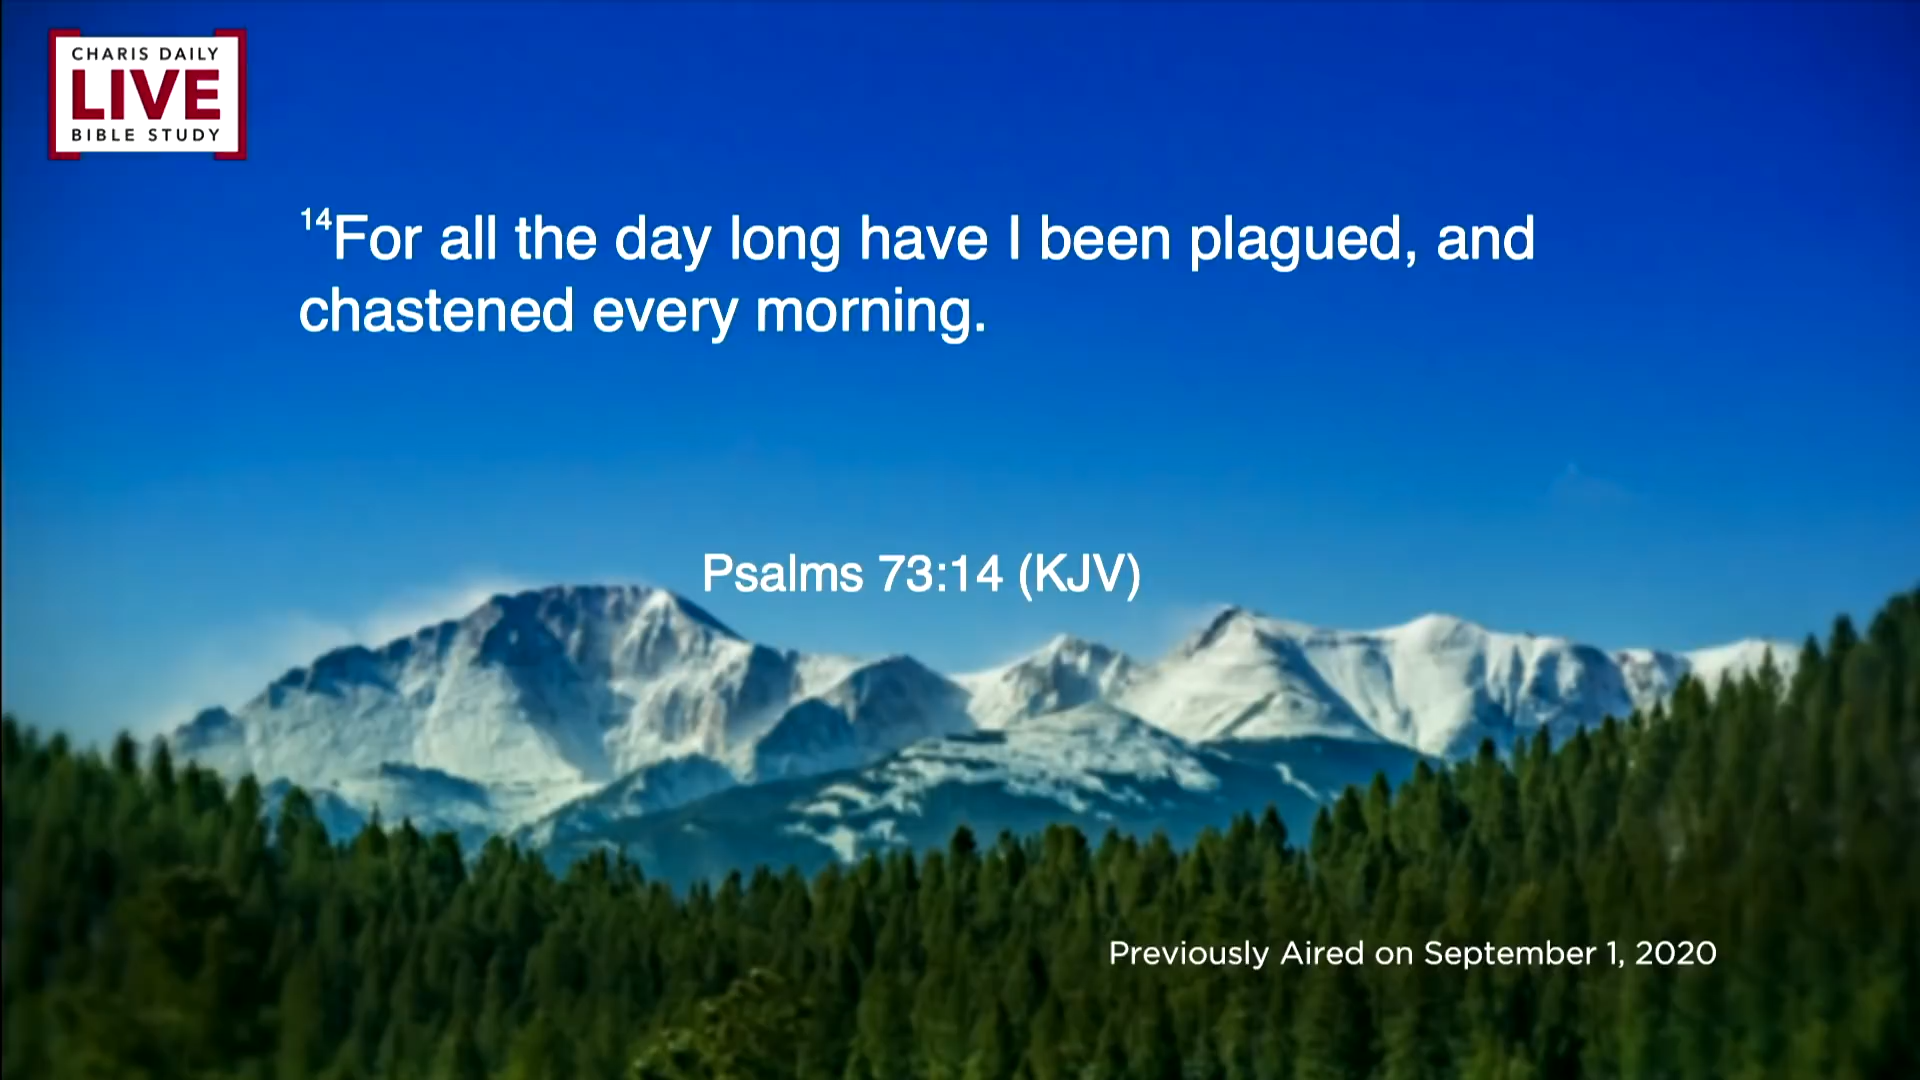 CHARIS DAILY
LIVE
BIBLE STUDY
14For all the day long have I been plagued, and
chastened every morning.
Psalms 73:14 (KJV)
Previously Aired on September 1, 2020